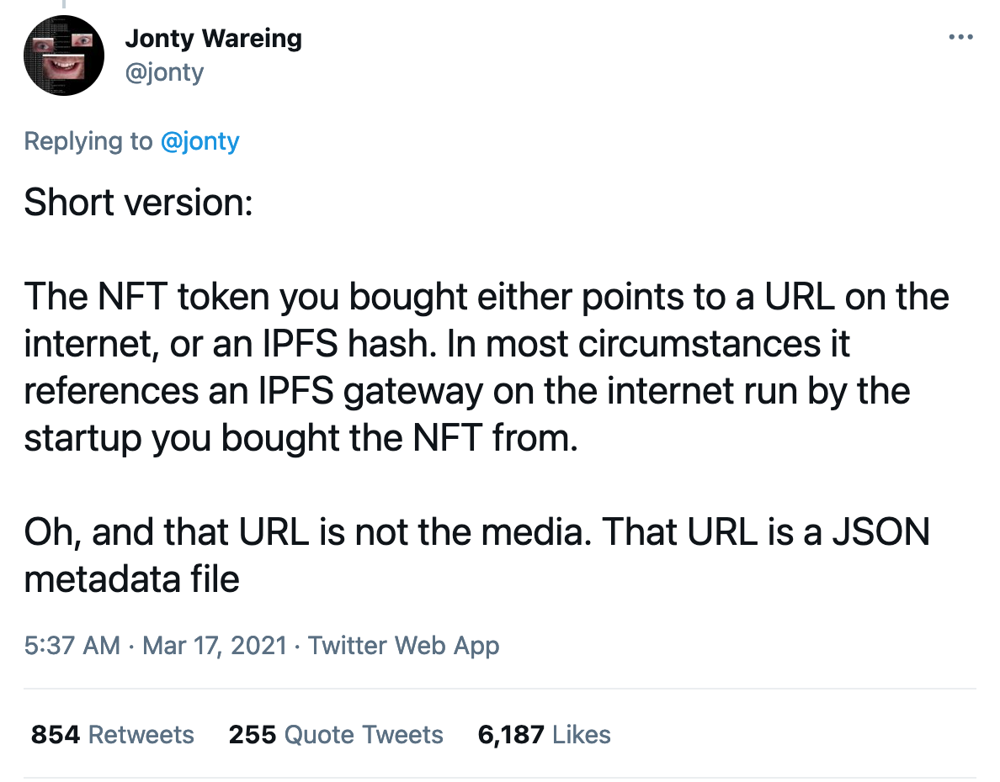 Jonty Wareing
@jonty
Replying to @jonty
Short version:
The NFT token you bought either points to a URL on the
internet, or an IPFS hash. In most circumstances it
references an IPFS gateway on the internet run by the
startup you bought the NFT from.
Oh, and that URL is not the media. That URL is a JSON
metadata file
5:37 AM · Mar 17, 2021 · Twitter Web App
854 Retweets 255 Quote Tweets 6,187 Likes